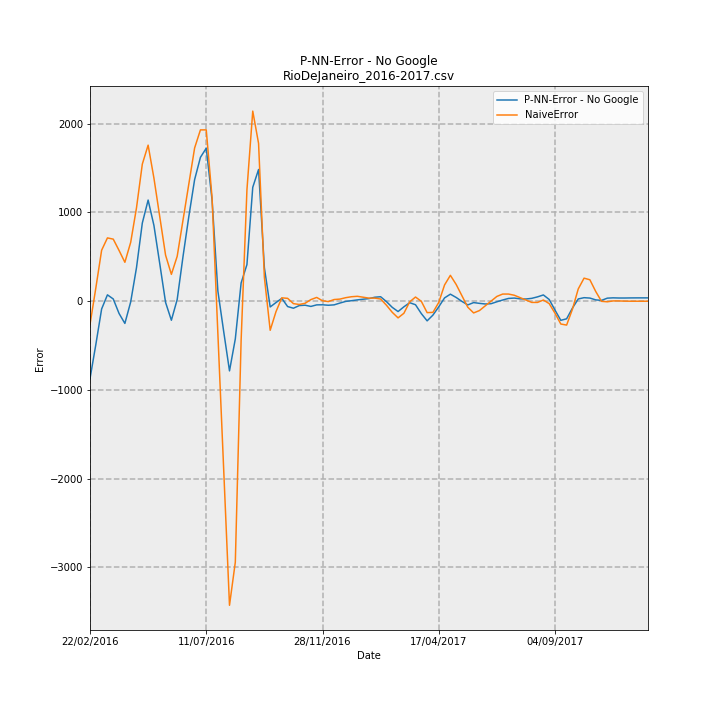 P-NN-Error - No Google
RioDeJaneiro_2016-2017.csv
P-NN-Error - No Google
NaiveError
2000
1000
0
−1000
−2000
−3000
Error
22/02/2016
11/07/2016
28/11/2016
17/04/2017
04/09/2017
Date